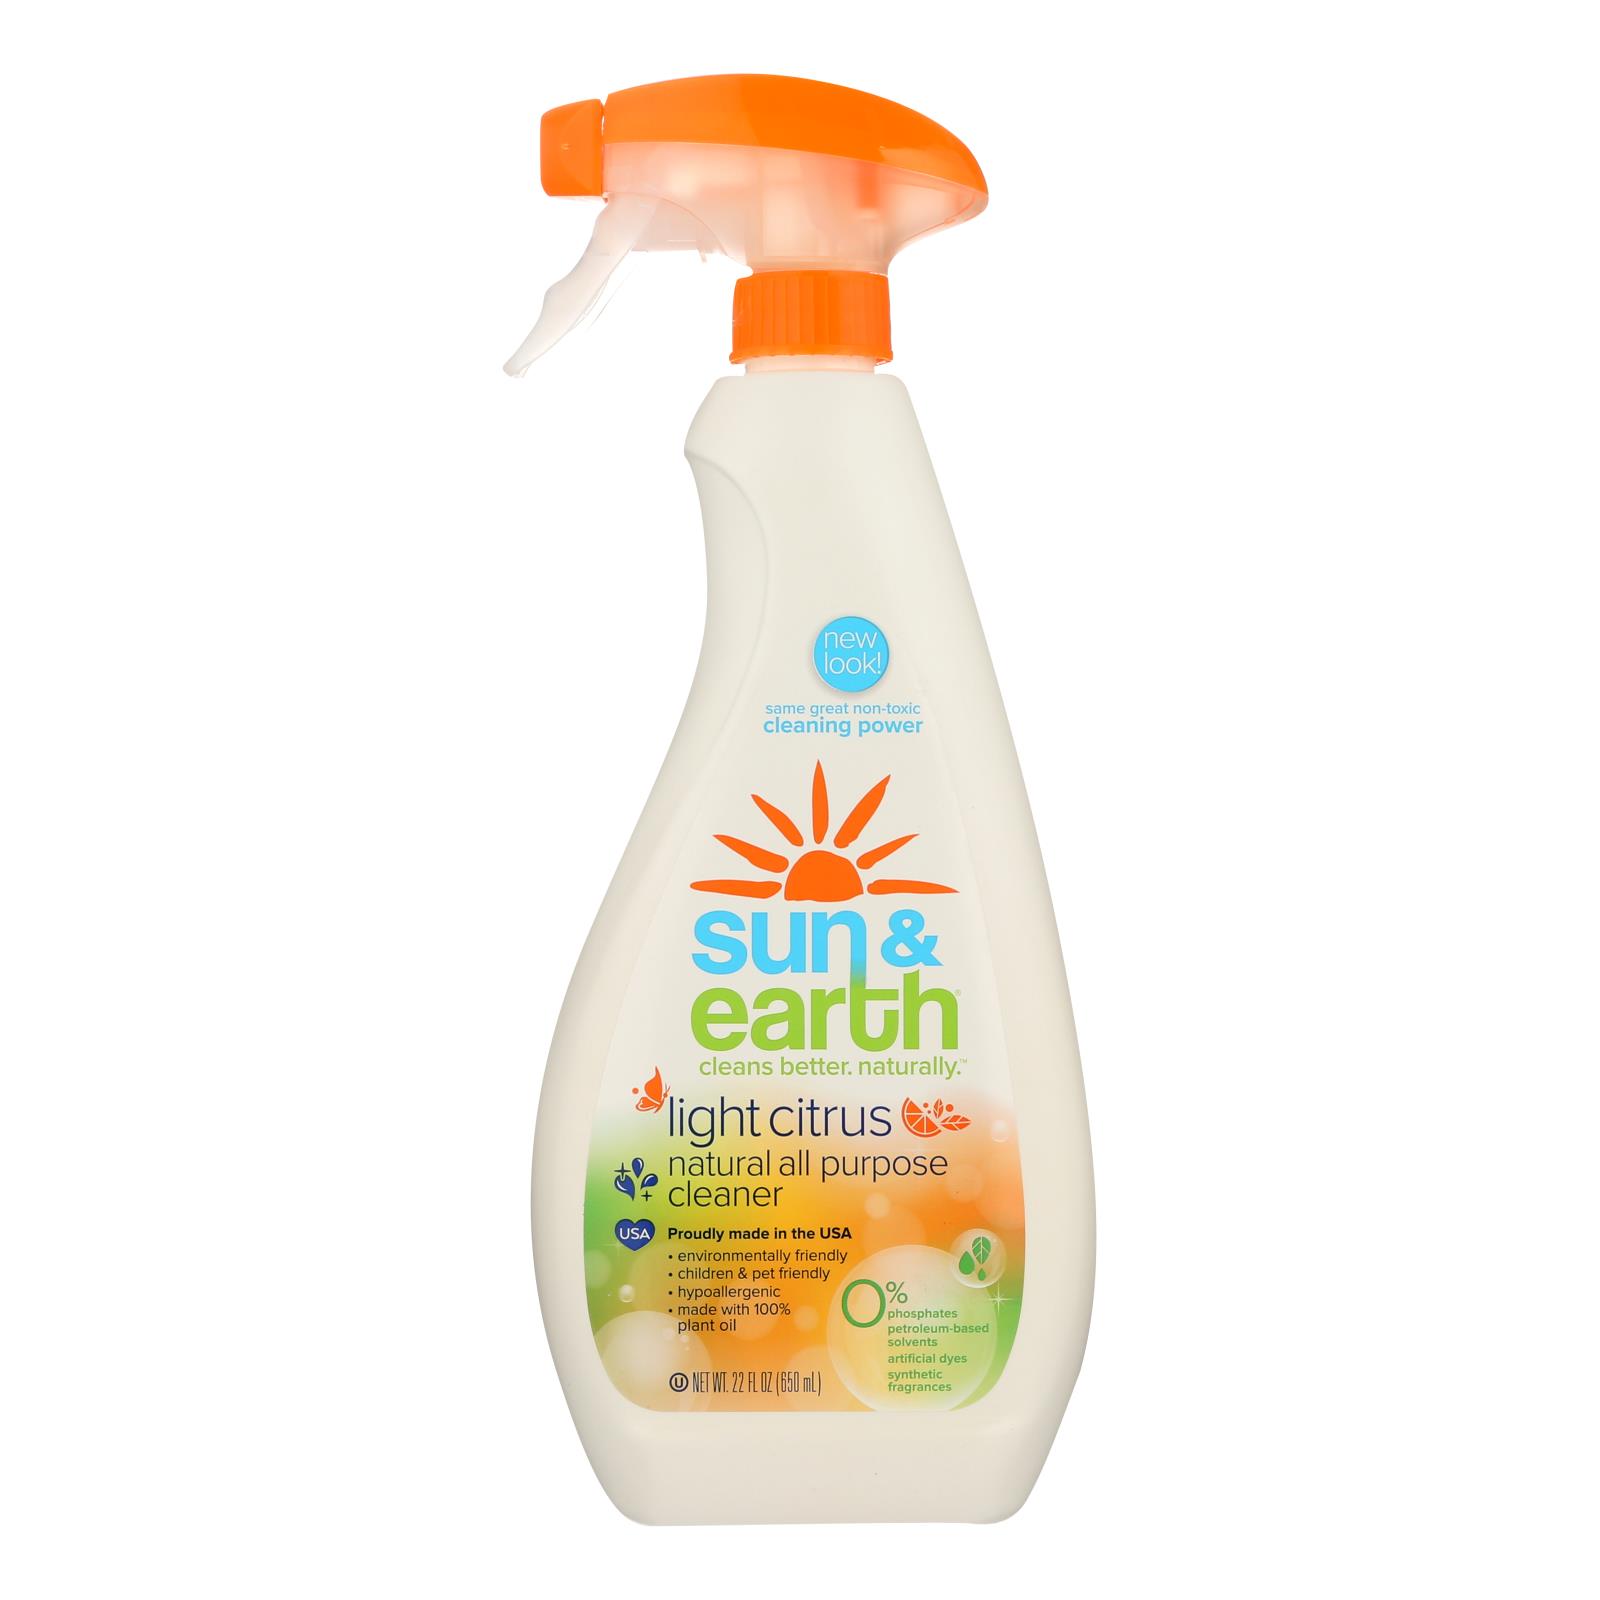 new
look!
same great non-toxic
cleaning power
sun &
earth®
cleans better. naturally.™
light citrus
natural all purpose
cleaner
USA
Proudly made in the USA
• environmentally friendly
• children & pet friendly
• hypoallergenic
• made with 100%
plant oil
0%
phosphates
petroleum-based
solvents
artificial dyes
synthetic
fragrances
Ⓤ NET WT. 22 FL OZ (650 mL)